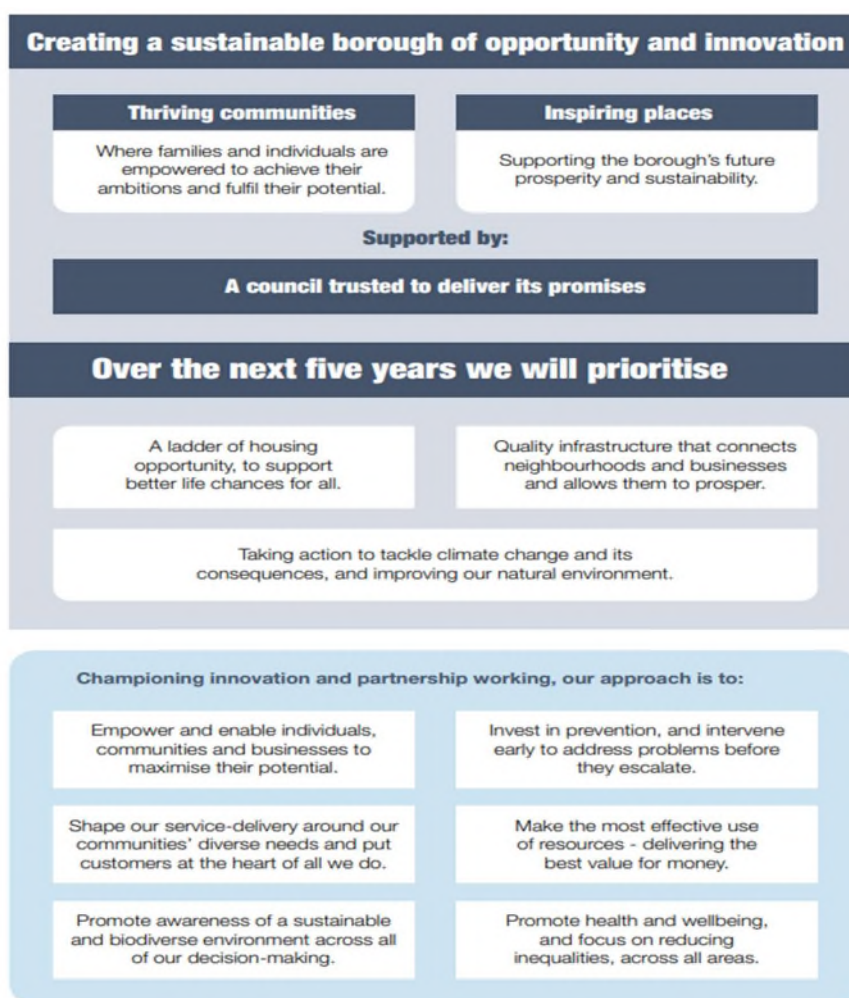 Creating a sustainable borough of opportunity and innovation
Thriving communities
Where families and individuals are
empowered to achieve their
ambitions and fulfil their potential.
Inspiring places
Supporting the borough's future
prosperity and sustainability.
Supported by:
A council trusted to deliver its promises
Over the next five years we will prioritise
A ladder of housing
opportunity, to support
better life chances for all.
Quality infrastructure that connects
neighbourhoods and businesses
and allows them to prosper.
Taking action to tackle climate change and its
consequences, and improving our natural environment.
Championing innovation and partnership working, our approach is to:
Empower and enable individuals,
communities and businesses to
maximise their potential.
Invest in prevention, and intervene
early to address problems before
they escalate.
Shape our service-delivery around our
communities' diverse needs and put
customers at the heart of all we do.
Make the most effective use
of resources - delivering the
best value for money.
Promote awareness of a sustainable
and biodiverse environment across all
of our decision-making.
Promote health and wellbeing,
and focus on reducing
inequalities, across all areas.